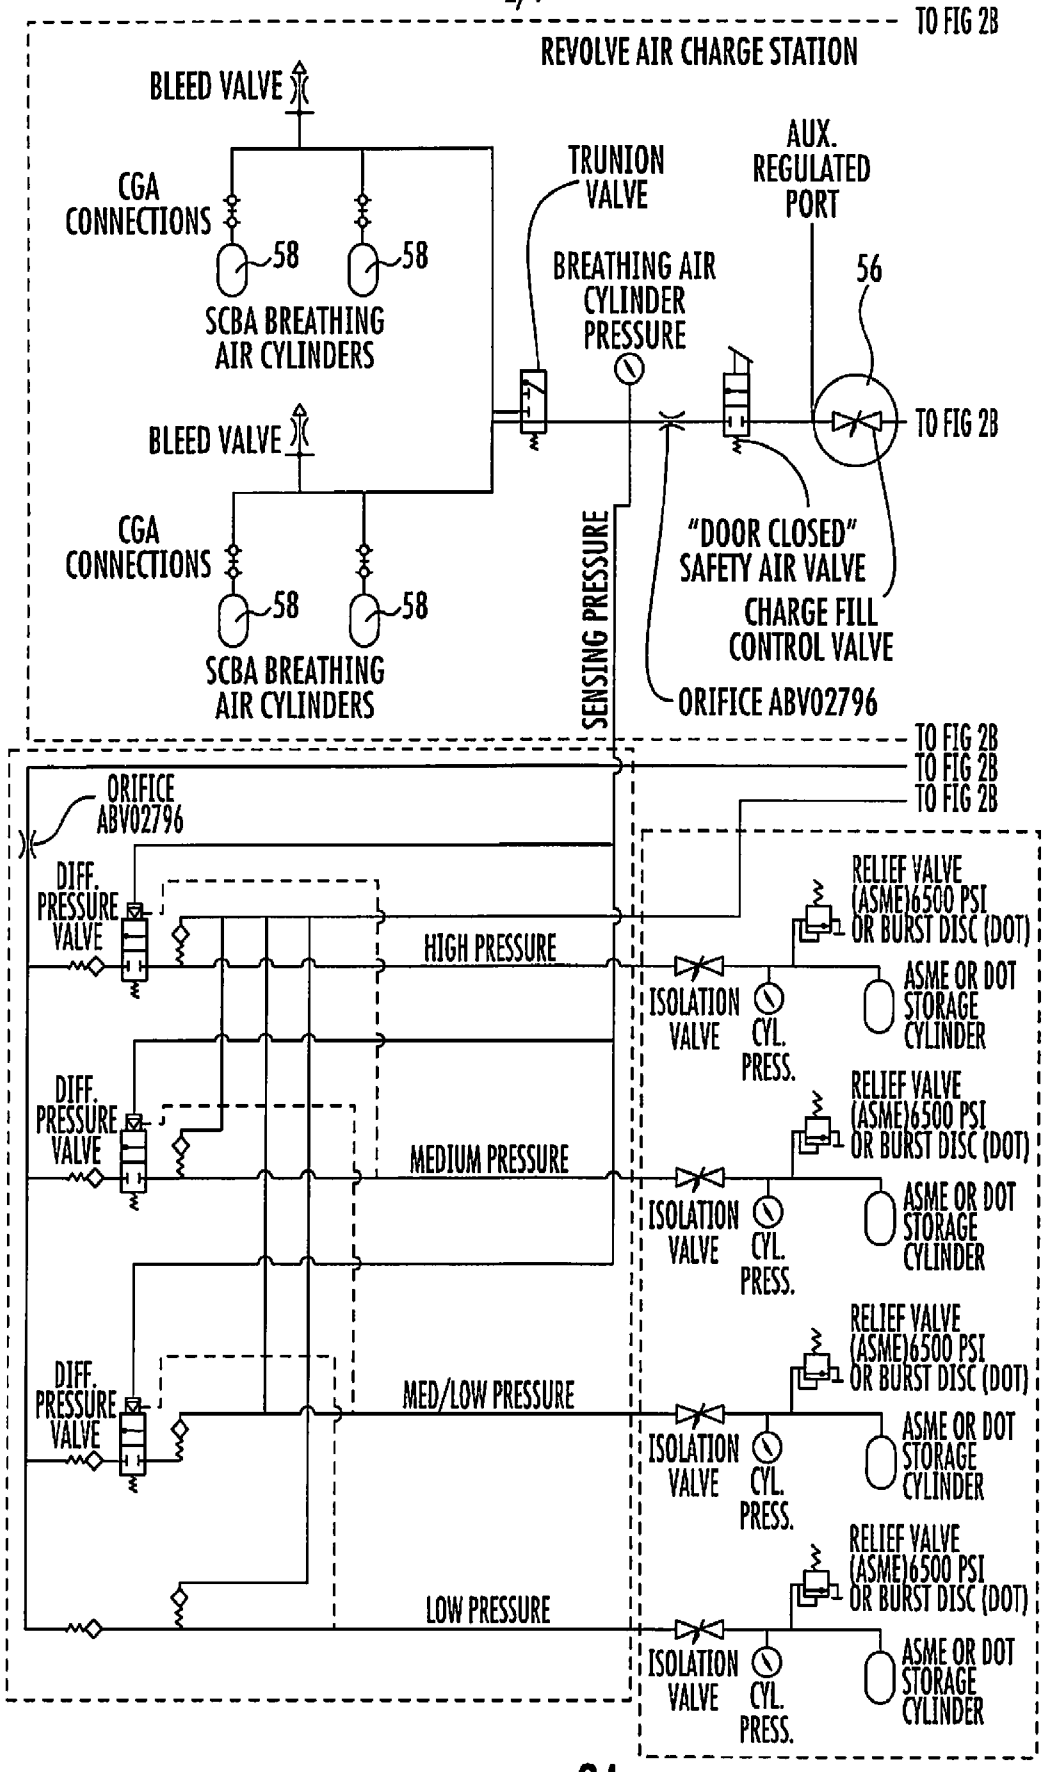 TO FIG 2B
REVOLVE AIR CHARGE STATION
BLEED VALVE
AUX.
REGULATED
PORT
TRUNION
VALVE
CGA
CONNECTIONS
58
58
BREATHING AIR
CYLINDER
PRESSURE
56
SCBA BREATHING
AIR CYLINDERS
BLEED VALVE
TO FIG 2B
CGA
CONNECTIONS
"DOOR CLOSED"
SAFETY AIR VALVE
58
58
SENSING PRESSURE
CHARGE FILL
CONTROL VALVE
SCBA BREATHING
AIR CYLINDERS
ORIFICE ABV02796
TO FIG 2B
TO FIG 2B
TO FIG 2B
ORIFICE
ABV02796
DIFF.
PRESSURE
VALVE
HIGH PRESSURE
RELIEF VALVE
(ASME)6500 PSI
OR BURST DISC (DOT)
ISOLATION
VALVE
CYL.
PRESS.
ASME OR DOT
STORAGE
CYLINDER
DIFF.
PRESSURE
VALVE
MEDIUM PRESSURE
RELIEF VALVE
(ASME)6500 PSI
OR BURST DISC (DOT)
ISOLATION
VALVE
CYL.
PRESS.
ASME OR DOT
STORAGE
CYLINDER
DIFF.
PRESSURE
VALVE
MED/LOW PRESSURE
RELIEF VALVE
(ASME)6500 PSI
OR BURST DISC (DOT)
ISOLATION
VALVE
CYL.
PRESS.
ASME OR DOT
STORAGE
CYLINDER
LOW PRESSURE
RELIEF VALVE
(ASME)6500 PSI
OR BURST DISC (DOT)
ISOLATION
VALVE
CYL.
PRESS.
ASME OR DOT
STORAGE
CYLINDER